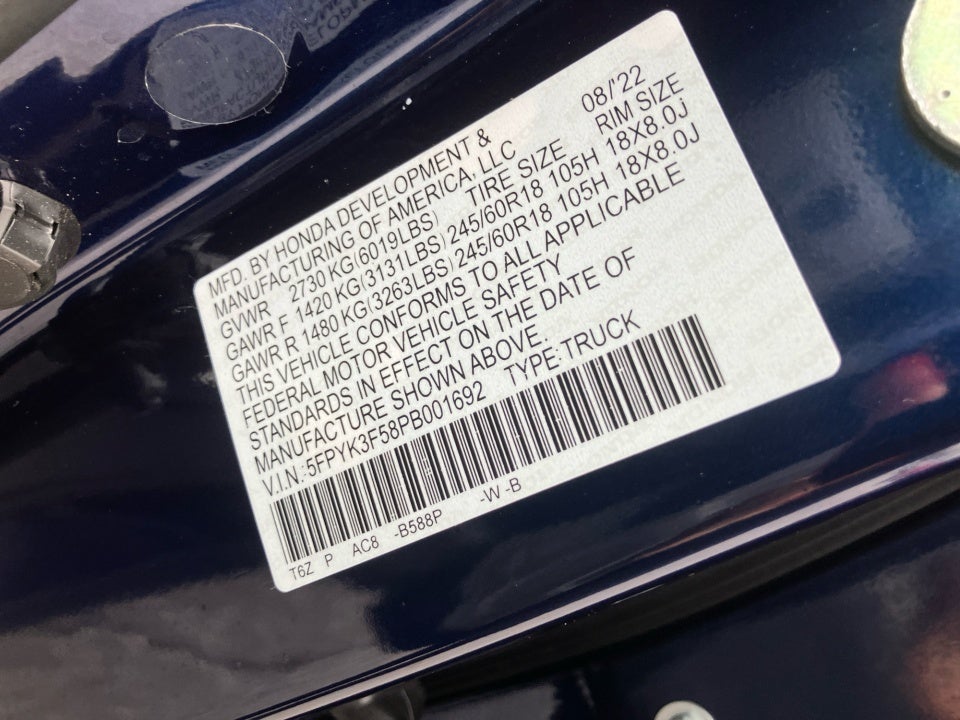 MFD. BY HONDA DEVELOPMENT &
MANUFACTURING OF AMERICA, LLC 08/'22
GVWR 2730 KG(6019LBS) TIRE SIZE RIM SIZE
GAWR F 1420 KG(3131LBS) 245/60R18 105H 18X8.0J
GAWR R 1480 KG(3263LBS) 245/60R18 105H 18X8.0J
THIS VEHICLE CONFORMS TO ALL APPLICABLE
FEDERAL MOTOR VEHICLE SAFETY
STANDARDS IN EFFECT ON THE DATE OF
MANUFACTURE SHOWN ABOVE.
V.I.N.:5FPYK3F58PB001692 TYPE:TRUCK
T6Z P AC8 -B588P -W -B